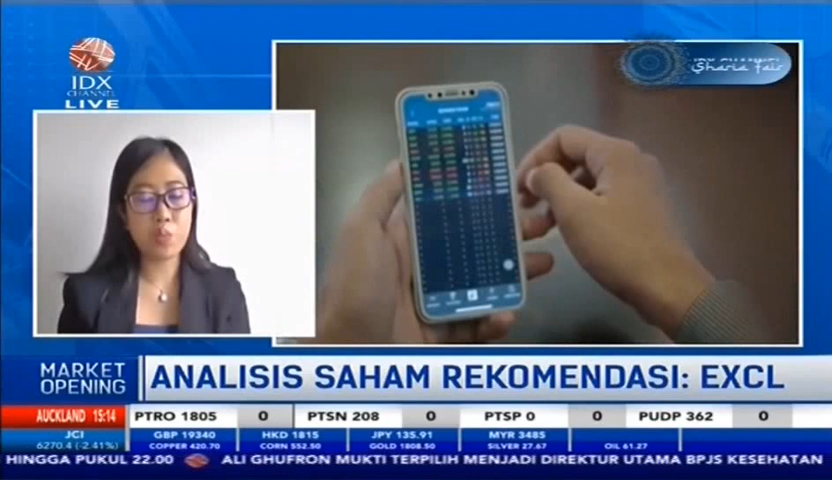 IDX
CHANNEL
LIVE
Sharia Fair
MARKET
OPENING
ANALISIS SAHAM REKOMENDASI: EXCL
AUCKLAND 15:14 PTRO 1805 0 PTSN 208 0 PTSP 0 0 PUDP 362 0
JCI GBP 19340 HKD 1815 JPY 135.91 MYR 3485
6270.4 (-2.41%) COPPER 420.70 CORN 552.50 GOLD 1808.50 SILVER 27.67 OIL 61.27
HINGGA PUKUL 22.00 ALI GHUFRON MUKTI TERPILIH MENJADI DIREKTUR UTAMA BPJS KESEHATAN